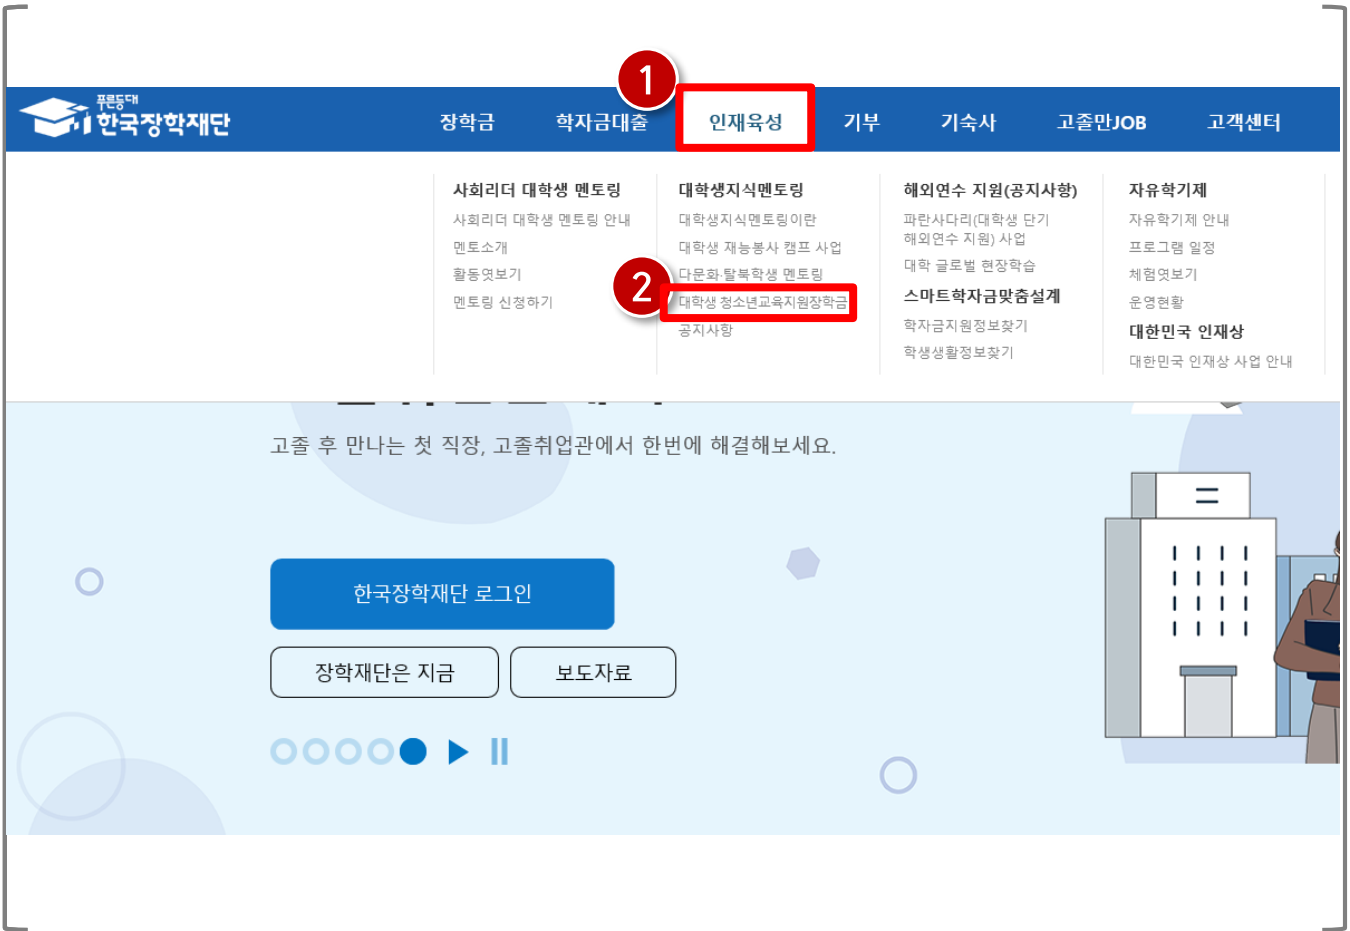 1
푸른등대
한국장학재단
장학금 학자금대출 인재육성 기부 기숙사 고졸만JOB 고객센터
사회리더 대학생 멘토링
사회리더 대학생 멘토링 안내
멘토소개
활동엿보기
멘토링 신청하기
대학생지식멘토링
대학생지식멘토링이란
대학생 재능봉사 캠프 사업
다문화·탈북학생 멘토링
2
대학생 청소년교육지원장학금
공지사항
해외연수 지원(공지사항)
파란사다리(대학생 단기
해외연수 지원) 사업
대학 글로벌 현장학습
스마트학자금맞춤설계
학자금지원정보찾기
학생생활정보찾기
자유학기제
자유학기제 안내
프로그램 일정
체험엿보기
운영현황
대한민국 인재상
대한민국 인재상 사업 안내
고졸 후 만나는 첫 직장, 고졸취업관에서 한번에 해결해보세요.
한국장학재단 로그인
장학재단은 지금
보도자료